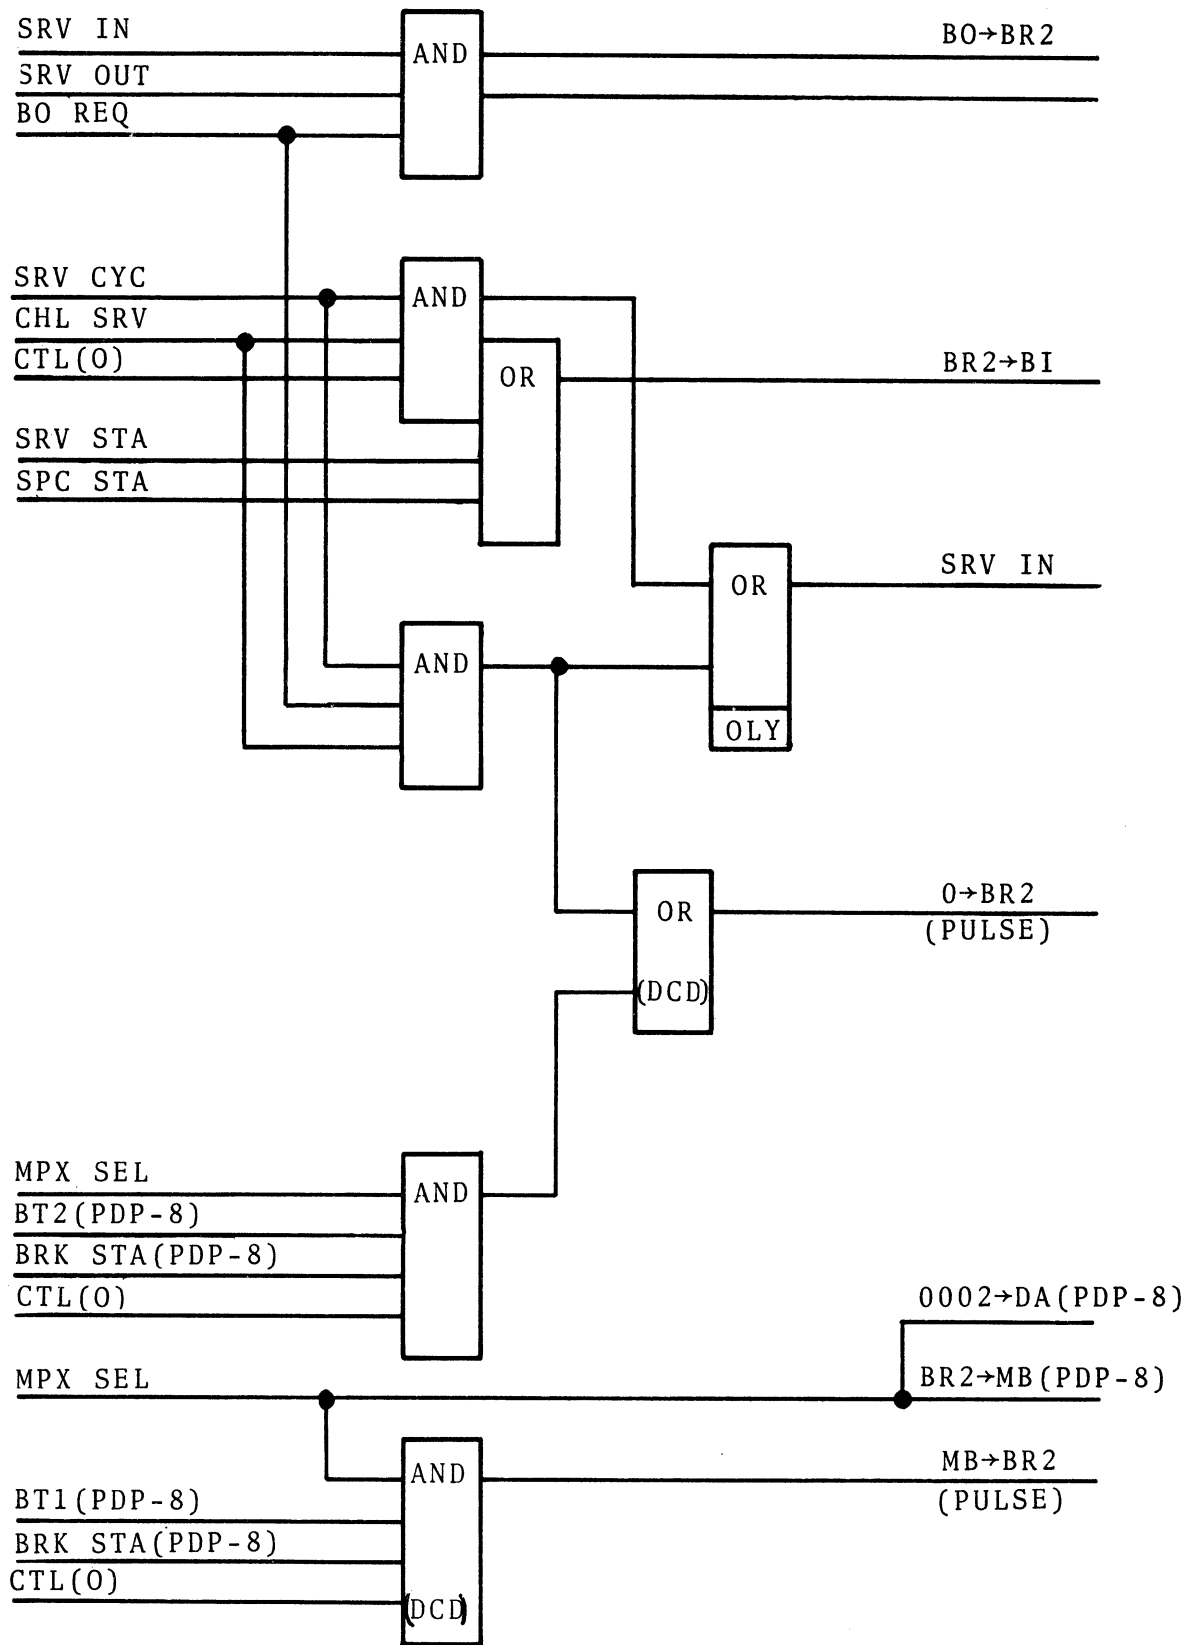 SRV IN
AND
BO→BR2
SRV OUT
BO REQ
SRV CYC
AND
CHL SRV
CTL(O)
OR
BR2→BI
SRV STA
SPC STA
OR
SRV IN
AND
OLY
OR
O→BR2
(PULSE)
(DCD)
MPX SEL
AND
BT2(PDP-8)
BRK STA(PDP-8)
CTL(O)
0002→DA(PDP-8)
MPX SEL
BR2→MB(PDP-8)
AND
MB→BR2
BT1(PDP-8)
(PULSE)
BRK STA(PDP-8)
CTL(O)
(DCD)